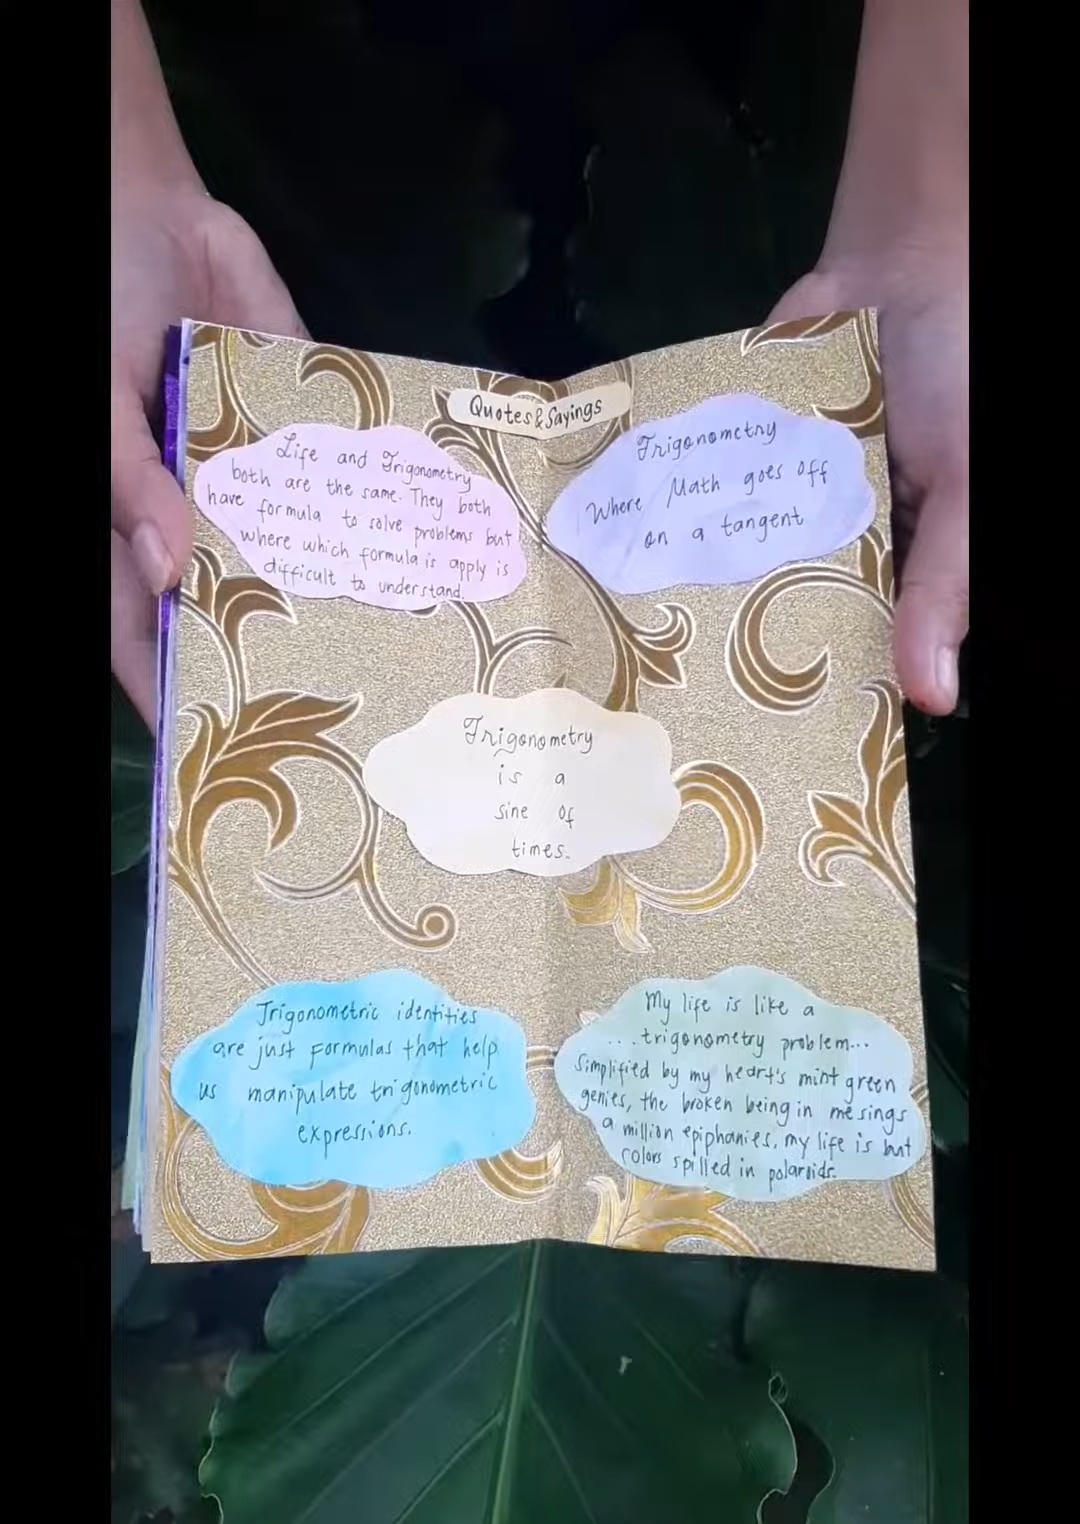 Quotes & Sayings
Life and Trigonometry
both are the same. They both
have formula to solve problems but
where which formula is apply is
difficult to understand.
Trigonometry
Where Math goes off
on a tangent
Trigonometry
is a
sine of
times.
Trigonometric identities
are just formulas that help
us manipulate trigonometric
expressions.
My life is like a
...trigonometry problem...
simplified by my heart's mint green
genies, the broken being in me sings
a million epiphanies, my life is but
colors spilled in polaroids.